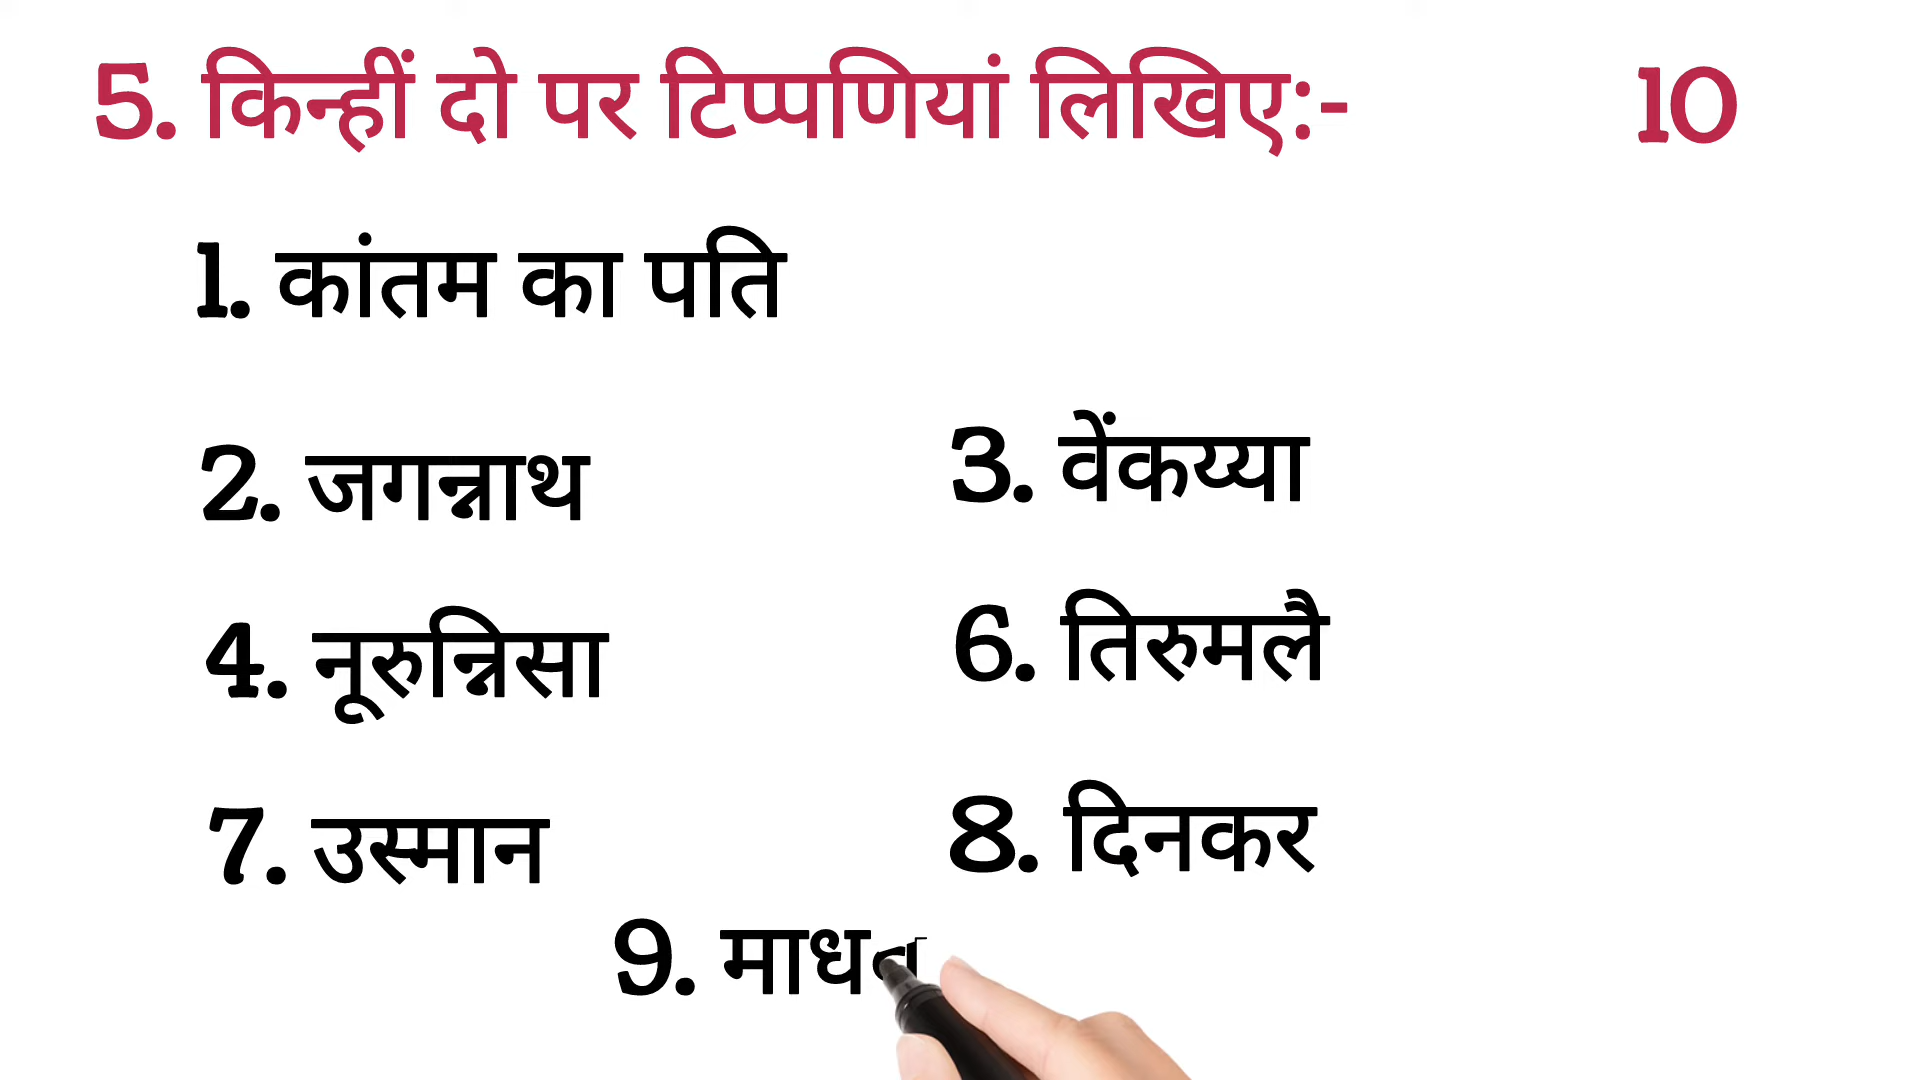 5. किन्हीं दो पर टिप्पणियां लिखिए:- 10
1. कांतम का पति
2. जगन्नाथ 3. वेंकय्या
4. नूरुन्निसा 6. तिरुमलै
7. उस्मान 8. दिनकर
9.